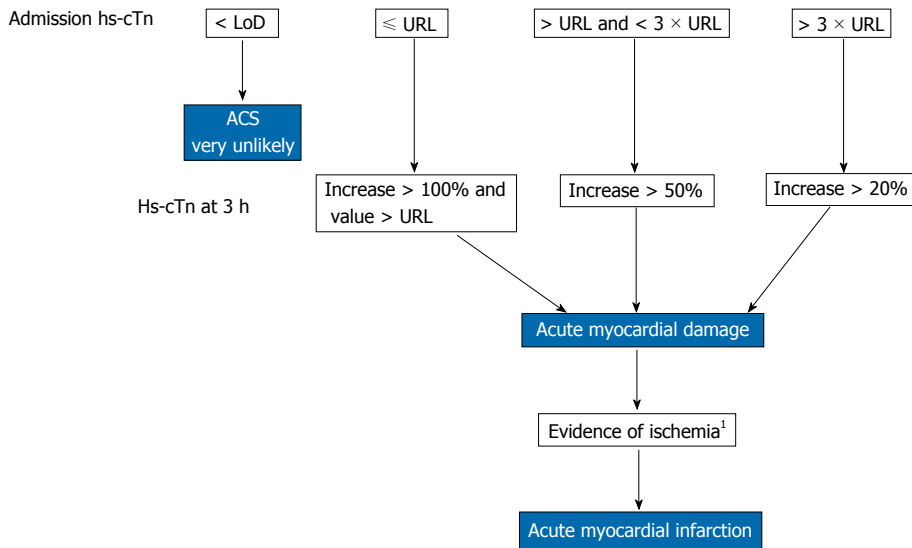 Admission hs-cTn
< LoD
≤ URL
> URL and < 3 × URL
> 3 × URL
ACS
very unlikely
Hs-cTn at 3 h
Increase > 100% and
value > URL
Increase > 50%
Increase > 20%
Acute myocardial damage
Evidence of ischemia¹
Acute myocardial infarction